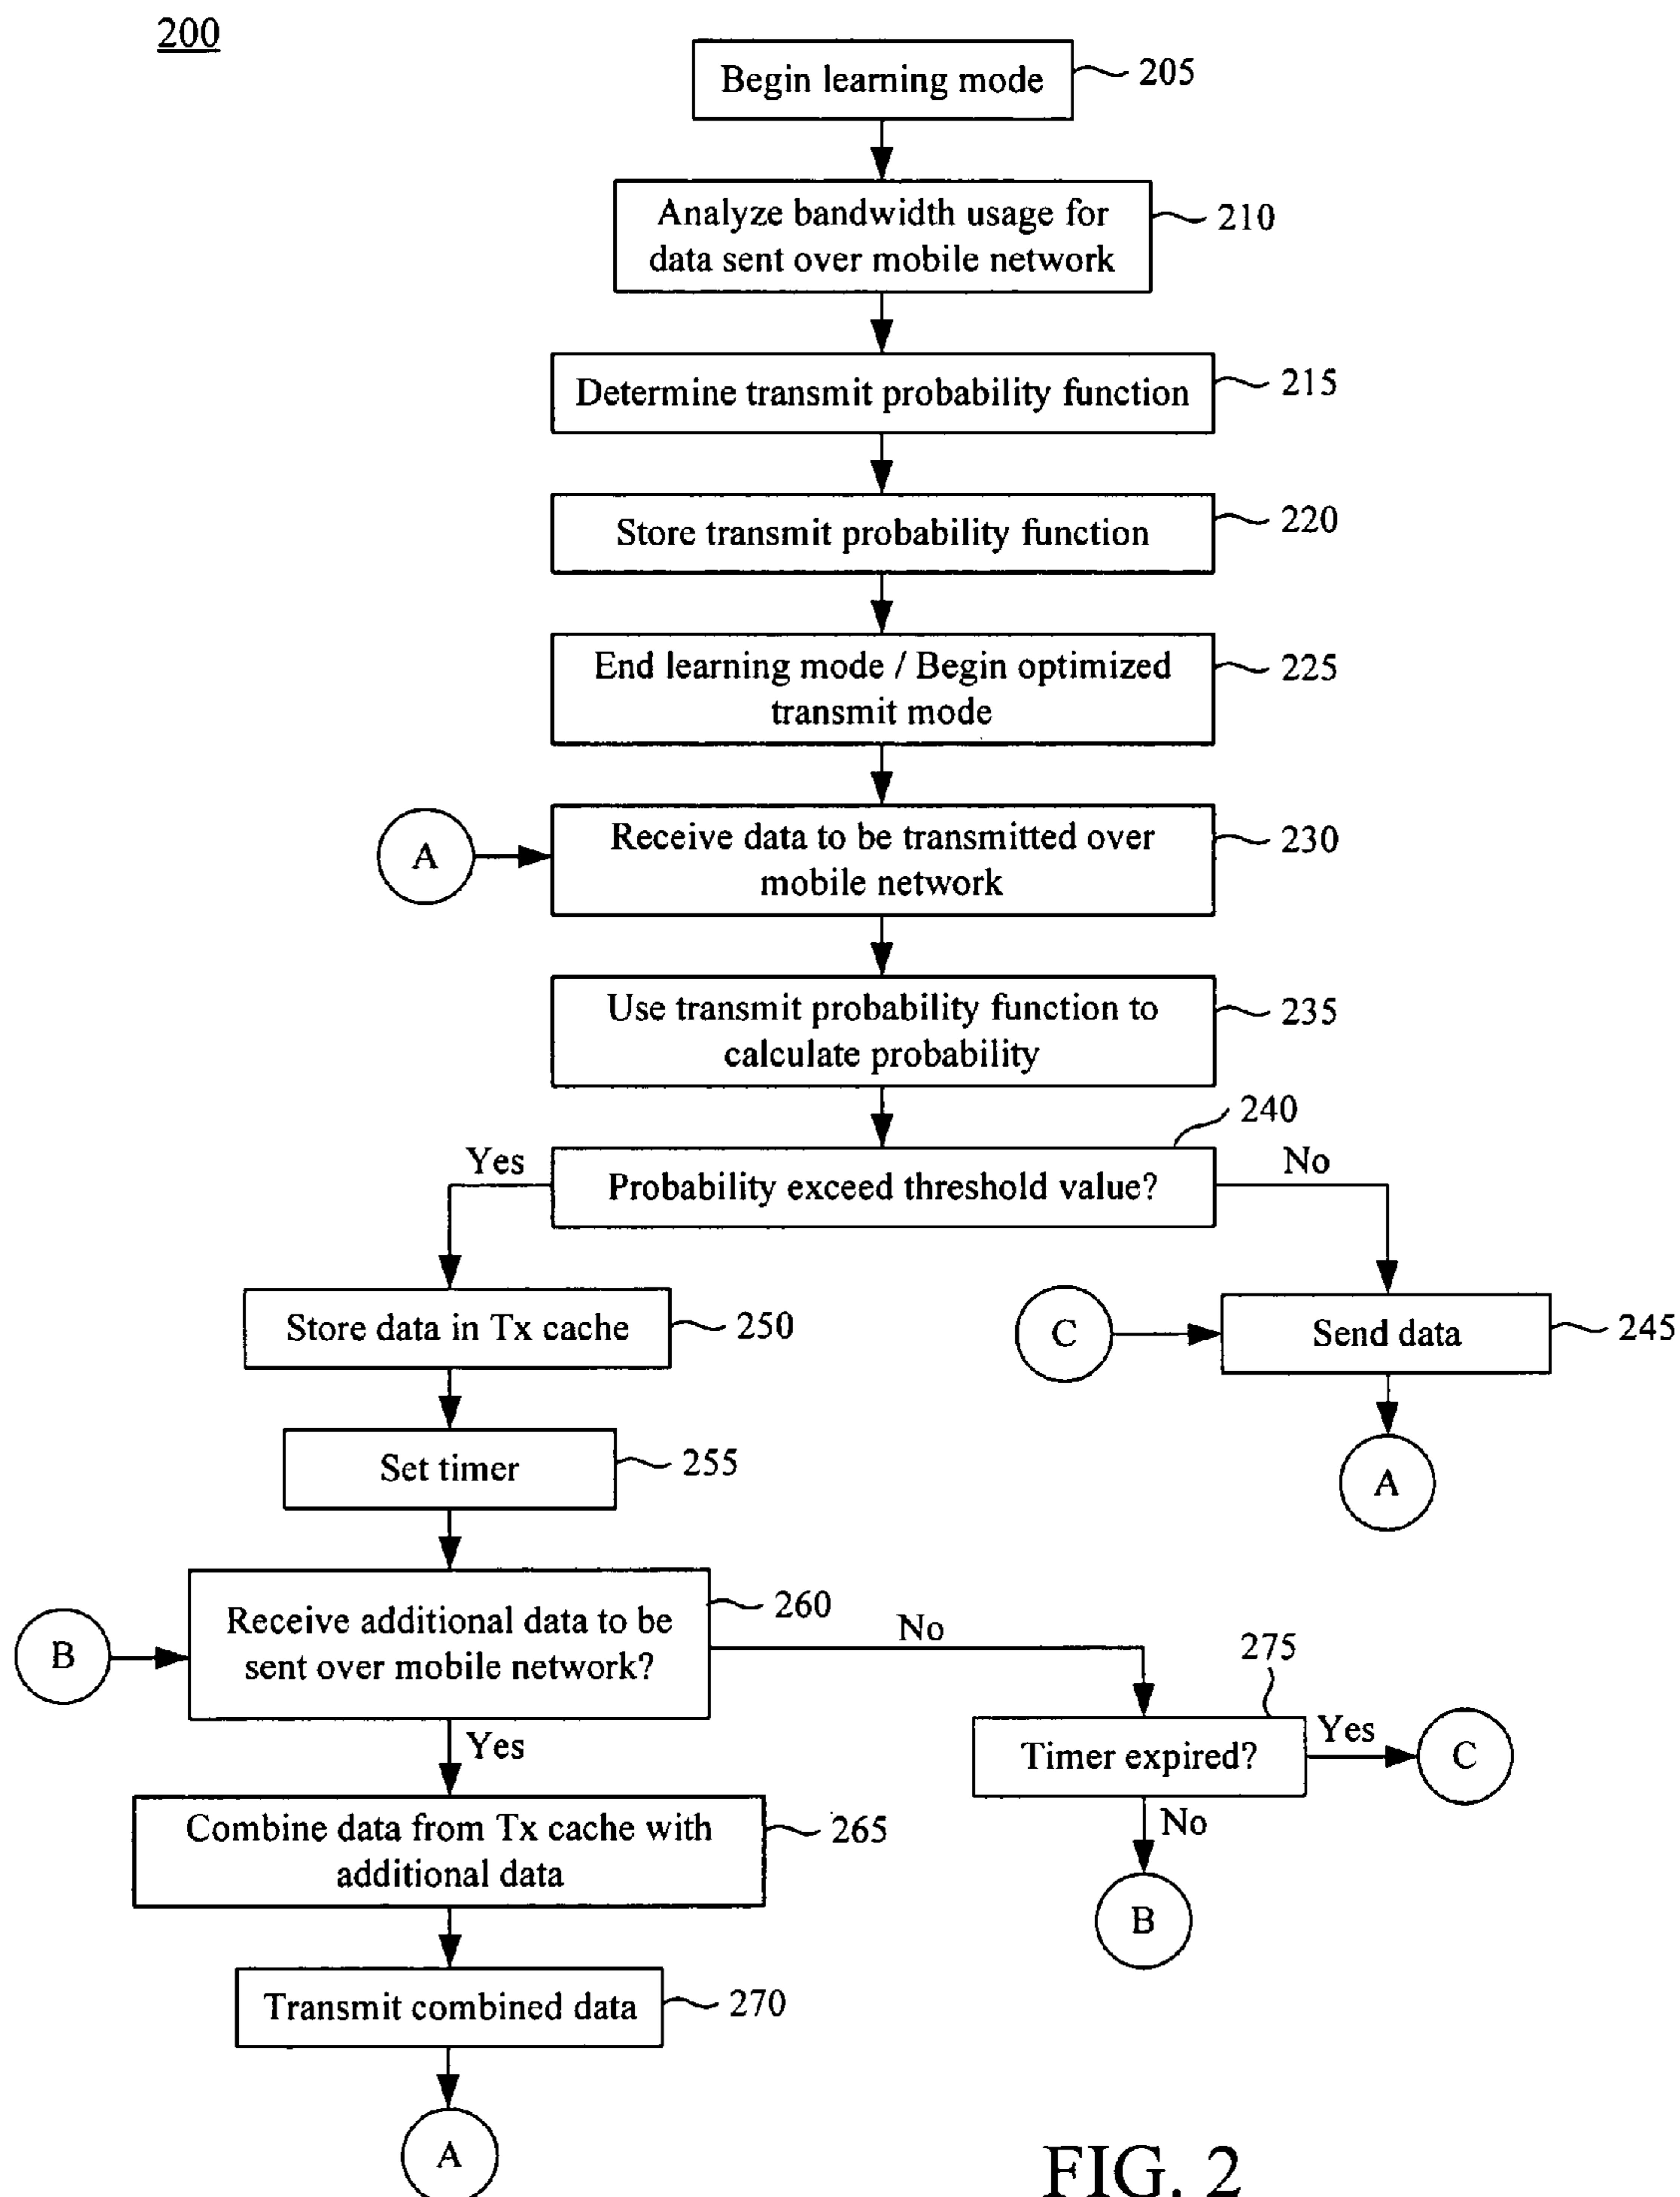 200
Begin learning mode
205
Analyze bandwidth usage for
data sent over mobile network
210
Determine transmit probability function
215
Store transmit probability function
220
End learning mode / Begin optimized
transmit mode
225
A
Receive data to be transmitted over
mobile network
230
Use transmit probability function to
calculate probability
235
240
Yes
Probability exceed threshold value?
No
Store data in Tx cache
250
C
Send data
245
Set timer
255
A
B
Receive additional data to be
sent over mobile network?
260
No
275
Yes
Timer expired?
Yes
C
Combine data from Tx cache with
additional data
265
No
B
Transmit combined data
270
A
FIG. 2